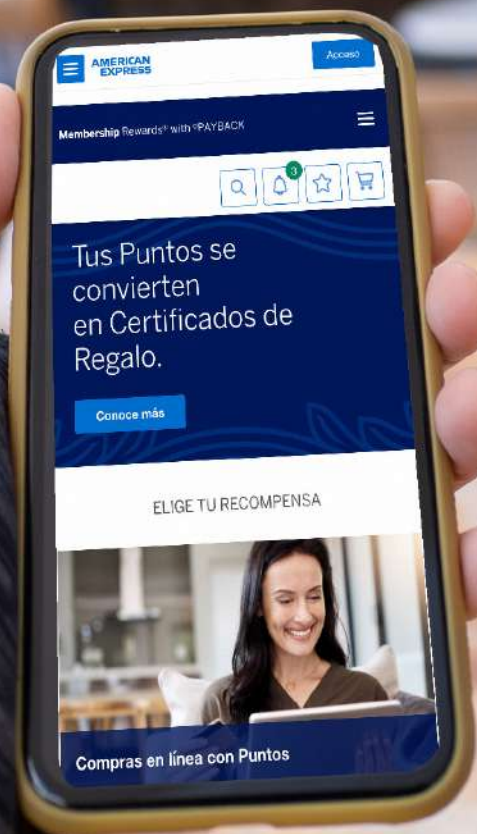 AMERICAN
EXPRESS
Acceso
Membership Rewards® with °PAYBACK
3
Tus Puntos se
convierten
en Certificados de
Regalo.
Conoce más
ELIGE TU RECOMPENSA
Compras en línea con Puntos